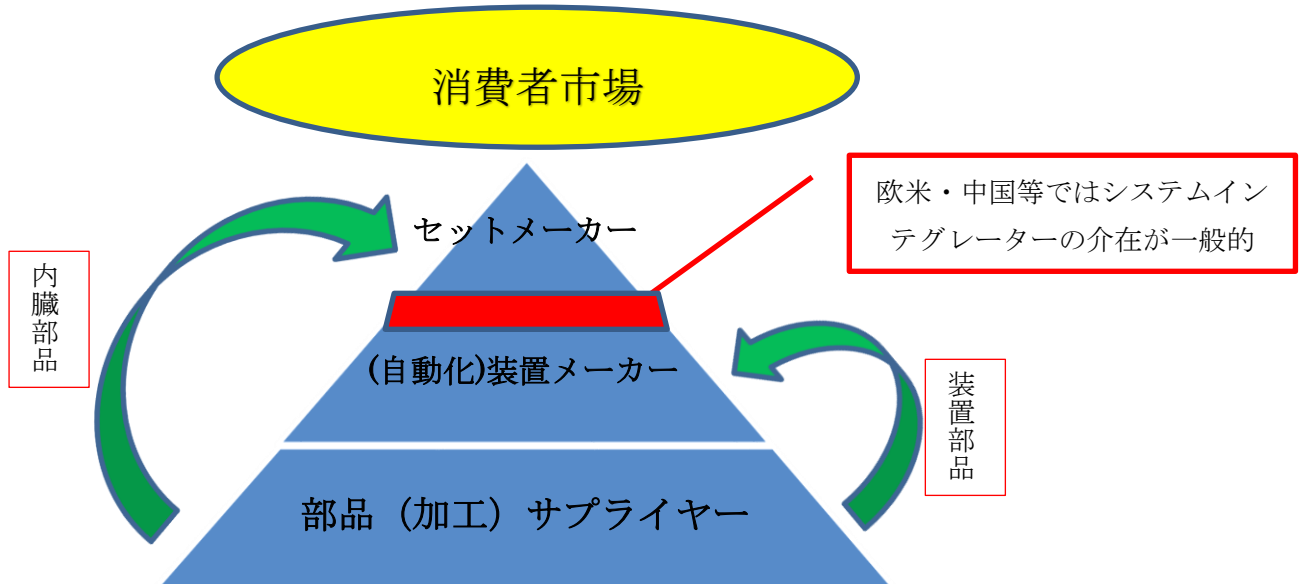 消費者市場
セットメーカー
欧米・中国等ではシステムイン
テグレーターの介在が一般的
内臓部品
(自動化)装置メーカー
装置部品
部品（加工）サプライヤー